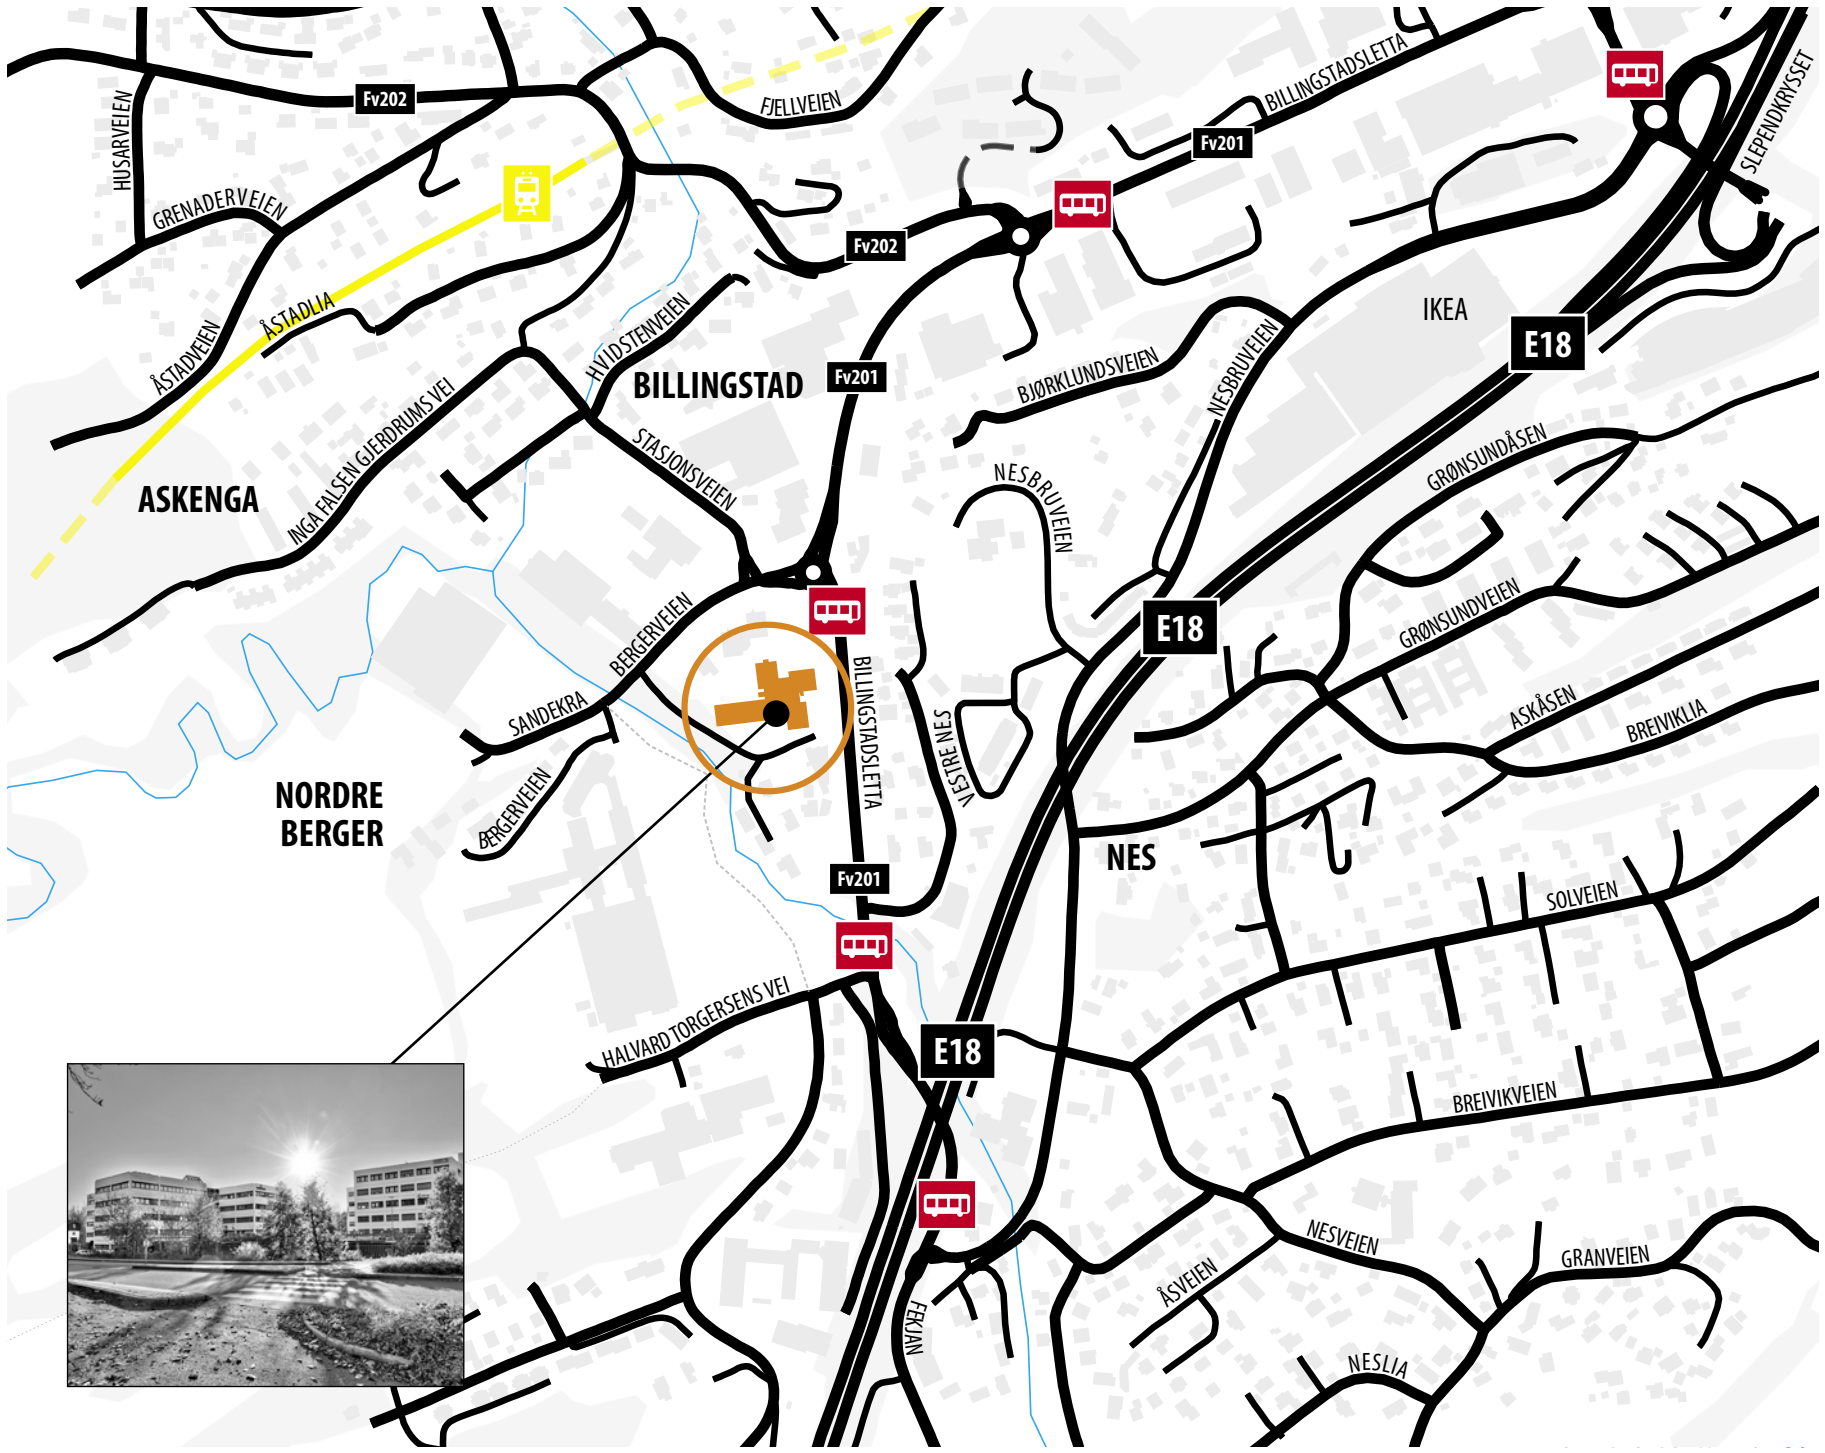 BILLINGSTADSLETTA
SLEPENDKRYSSET
Fv202
FJELLVEIEN
HUSARVEIEN
Fv201
GRENADERVEIEN
Fv202
ÅSTADLIA
HVIDSTENVEIEN
IKEA
E18
ÅSTADVEIEN
BILLINGSTAD
Fv201
BJØRKLUNDSVEIEN
NESBRUVEIEN
INGA FALSEN GJERDRUMS VEI
STASJONSVEIEN
GRØNSUNDÅSEN
ASKENGA
NESBRUVEIEN
BERGERVEIEN
E18
GRØNSUNDVEIEN
SANDEKRA
BILLINGSTADSLETTA
VESTRE NES
ASKÅSEN
BREIVIKLIA
NORDRE
BERGER
BERGERVEIEN
NES
Fv201
SOLVEIEN
HALVARD TORGERSENS VEI
E18
BREIVIKVEIEN
NESVEIEN
GRANVEIEN
ÅSVEIEN
FEKJAN
NESLIA